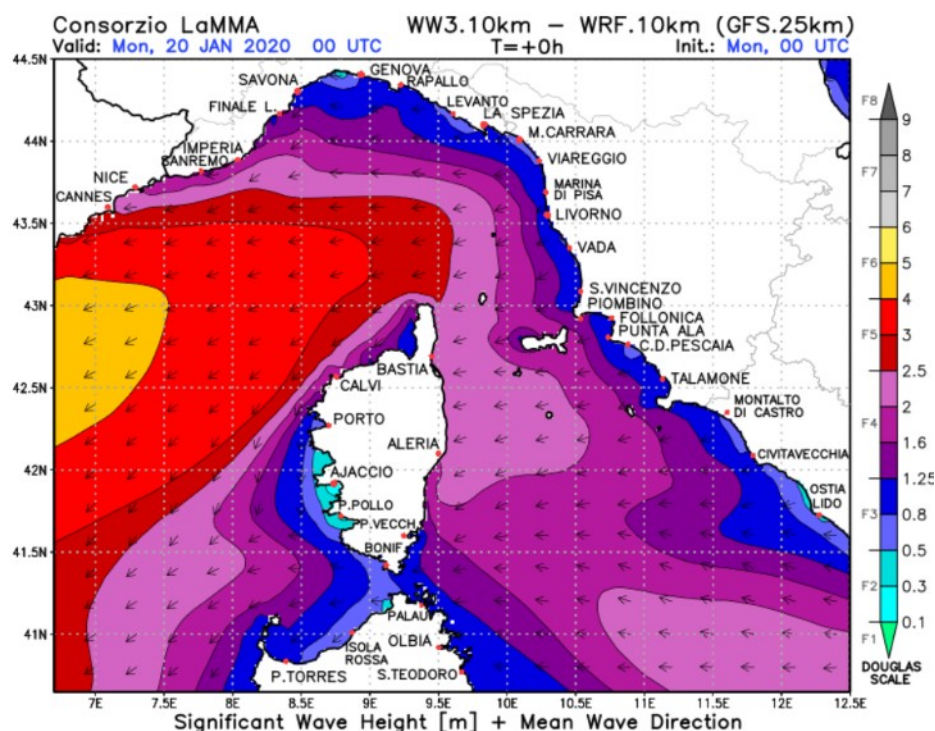 Consorzio LaMMA WW3.10km – WRF.10km (GFS.25km)
Valid: Mon, 20 JAN 2020 00 UTC T=+0h Init.: Mon, 00 UTC
44.5N
44N
43.5N
43N
42.5N
42N
41.5N
41N
GENOVA
SAVONA
RAPALLO
FINALE L.
LEVANTO
LA SPEZIA
M.CARRARA
IMPERIA
SANREMO
VIAREGGIO
NICE
CANNES
MARINA
DI PISA
LIVORNO
VADA
S.VINCENZO
PIOMBINO
FOLLONICA
PUNTA ALA
C.D.PESCAIA
BASTIA
CALVI
TALAMONE
MONTALTO
DI CASTRO
PORTO
ALERIA
CIVITAVECCHIA
AJACCIO
OSTIA
LIDO
P.POLLO
P.VECCH.
BONIF.
PALAU
OLBIA
ISOLA
ROSSA
P.TORRES
S.TEODORO
7E 7.5E 8E 8.5E 9E 9.5E 10E 10.5E 11E 11.5E 12E 12.5E
Significant Wave Height [m] + Mean Wave Direction
F8
9
8
F7
7
6
F6
5
4
F5
3
2.5
2
F4
1.6
1.25
F3
0.8
0.5
F2
0.3
0.1
F1
DOUGLAS
SCALE